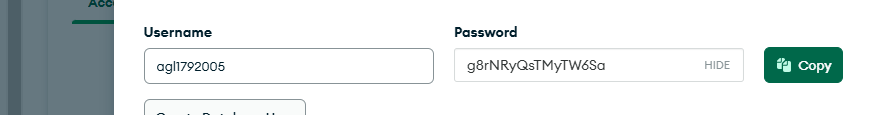 Username
Password
agl1792005
g8rNRyQsTMyTW6Sa
HIDE
Copy